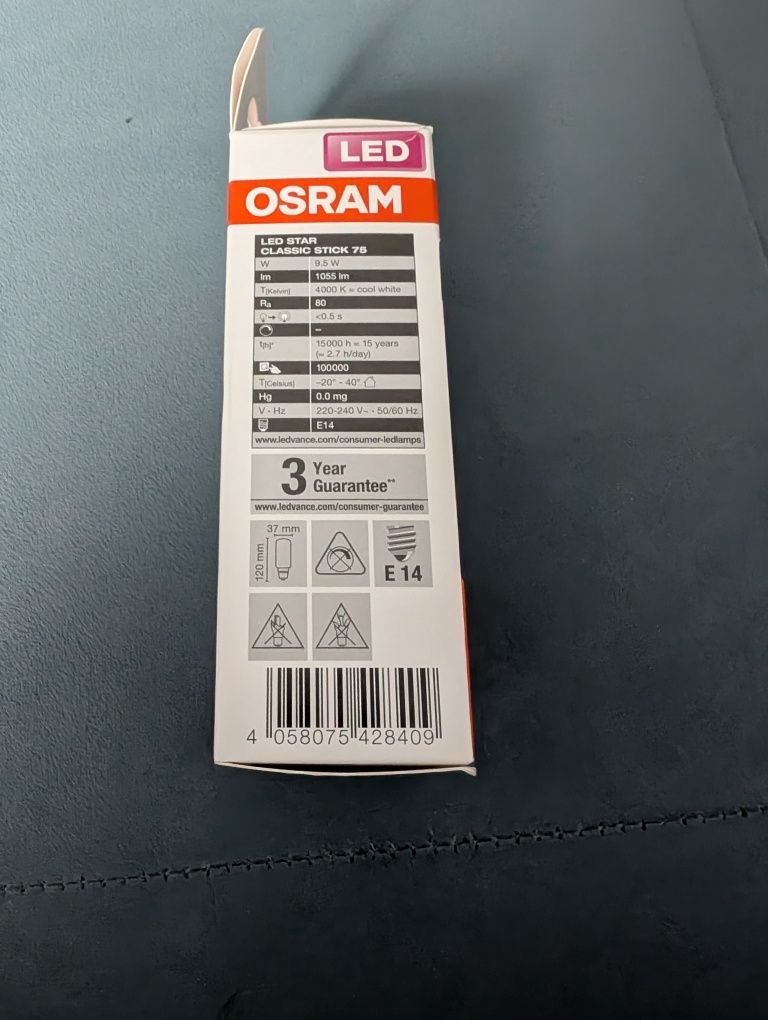 LED
OSRAM
LED STAR
CLASSIC STICK 75
W 9.5 W
lm 1055 lm
T[Kelvin] 4000 K = cool white
Ra 80
<0.5 s
–
t[h]* 15000 h = 15 years
(= 2.7 h/day)
100000
T[Celsius] –20° - 40°
Hg 0.0 mg
V · Hz 220-240 V~ · 50/60 Hz
E14
www.ledvance.com/consumer-ledlamps
3 Year
Guarantee**
www.ledvance.com/consumer-guarantee
37 mm
120 mm
E 14
4 058075 428409